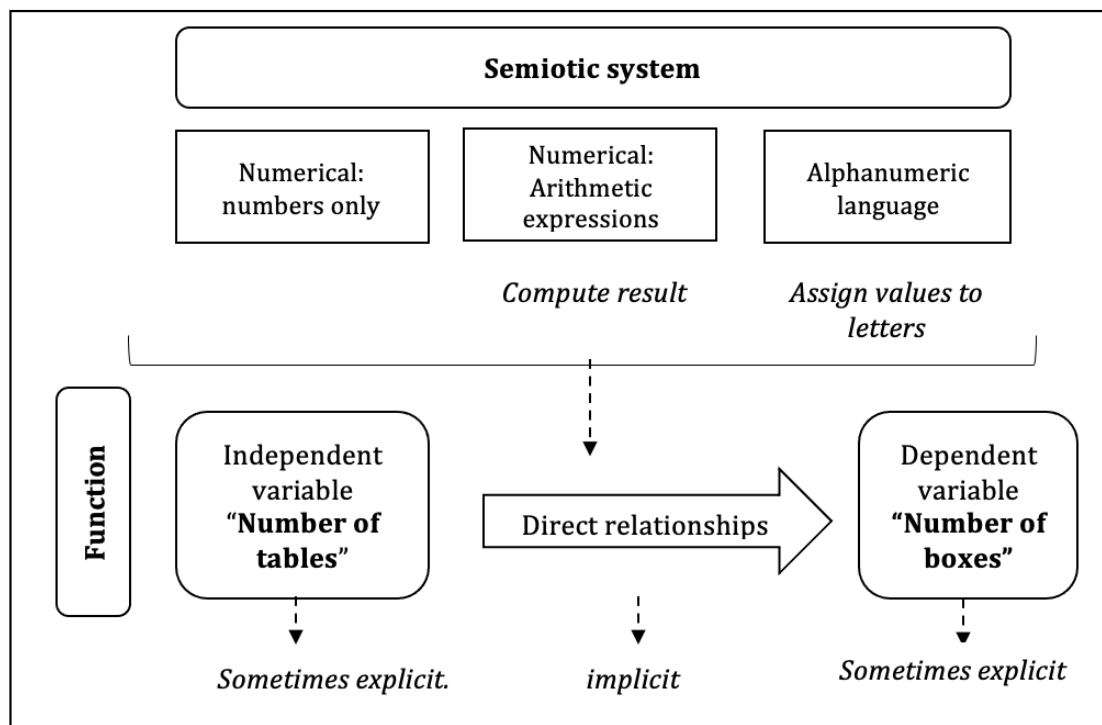 Semiotic system
Numerical:
numbers only
Numerical:
Arithmetic
expressions
Alphanumeric
language
Compute result
Assign values to
letters
Function
Independent
variable
“Number of
tables”
Direct relationships
Dependent
variable
“Number of
boxes”
Sometimes explicit.
implicit
Sometimes explicit